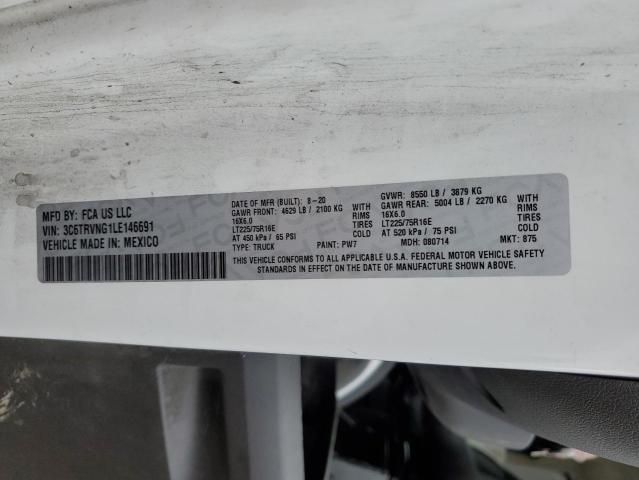 MFD BY: FCA US LLC
VIN: 3C6TRVNG1LE146691
VEHICLE MADE IN: MEXICO
DATE OF MFR (BUILT): 8-20
GAWR FRONT: 4629 LB / 2100 KG WITH
16X6.0 RIMS
LT225/75R16E TIRES
AT 450 kPa / 65 PSI COLD
TYPE: TRUCK PAINT: PW7
GVWR: 8550 LB / 3879 KG
GAWR REAR: 5004 LB / 2270 KG WITH
16X6.0 RIMS
LT225/75R16E TIRES
AT 520 kPa / 75 PSI COLD
MDH: 080714 MKT: 875
THIS VEHICLE CONFORMS TO ALL APPLICABLE U.S.A. FEDERAL MOTOR VEHICLE SAFETY
STANDARDS IN EFFECT ON THE DATE OF MANUFACTURE SHOWN ABOVE.